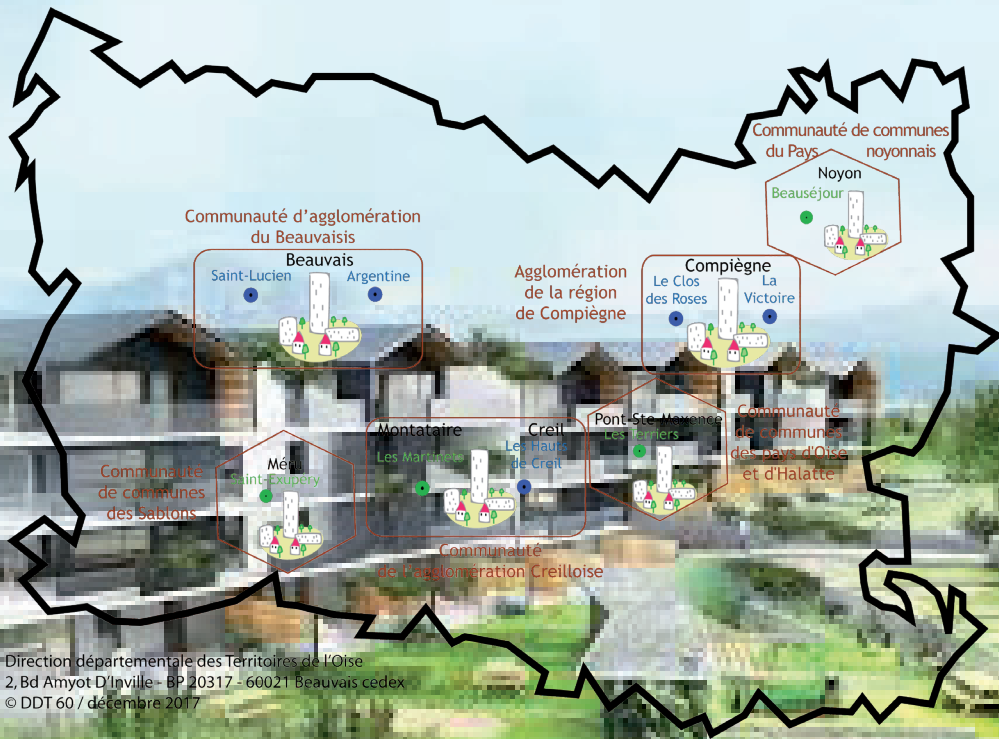 Communauté de communes
du Pays noyonnais
Noyon
Beauséjour
Communauté d'agglomération
du Beauvaisis
Beauvais
Saint-Lucien
Argentine
Agglomération
de la région
de Compiègne
Compiègne
Le Clos
des Roses
La
Victoire
Communauté
de communes
des Sablons
Méru
Saint-Exupéry
Montataire
Creil
Les Martinets
Les Hauts
de Creil
Communauté
de l'agglomération Creilloise
Pont-Ste-Maxence
Les Terriers
Communauté
de communes
des pays d'Oise
et d'Halatte
Direction départementale des Territoires de l'Oise
2, Bd Amyot D'Inville - BP 20317 - 60021 Beauvais cedex
© DDT 60 / décembre 2017